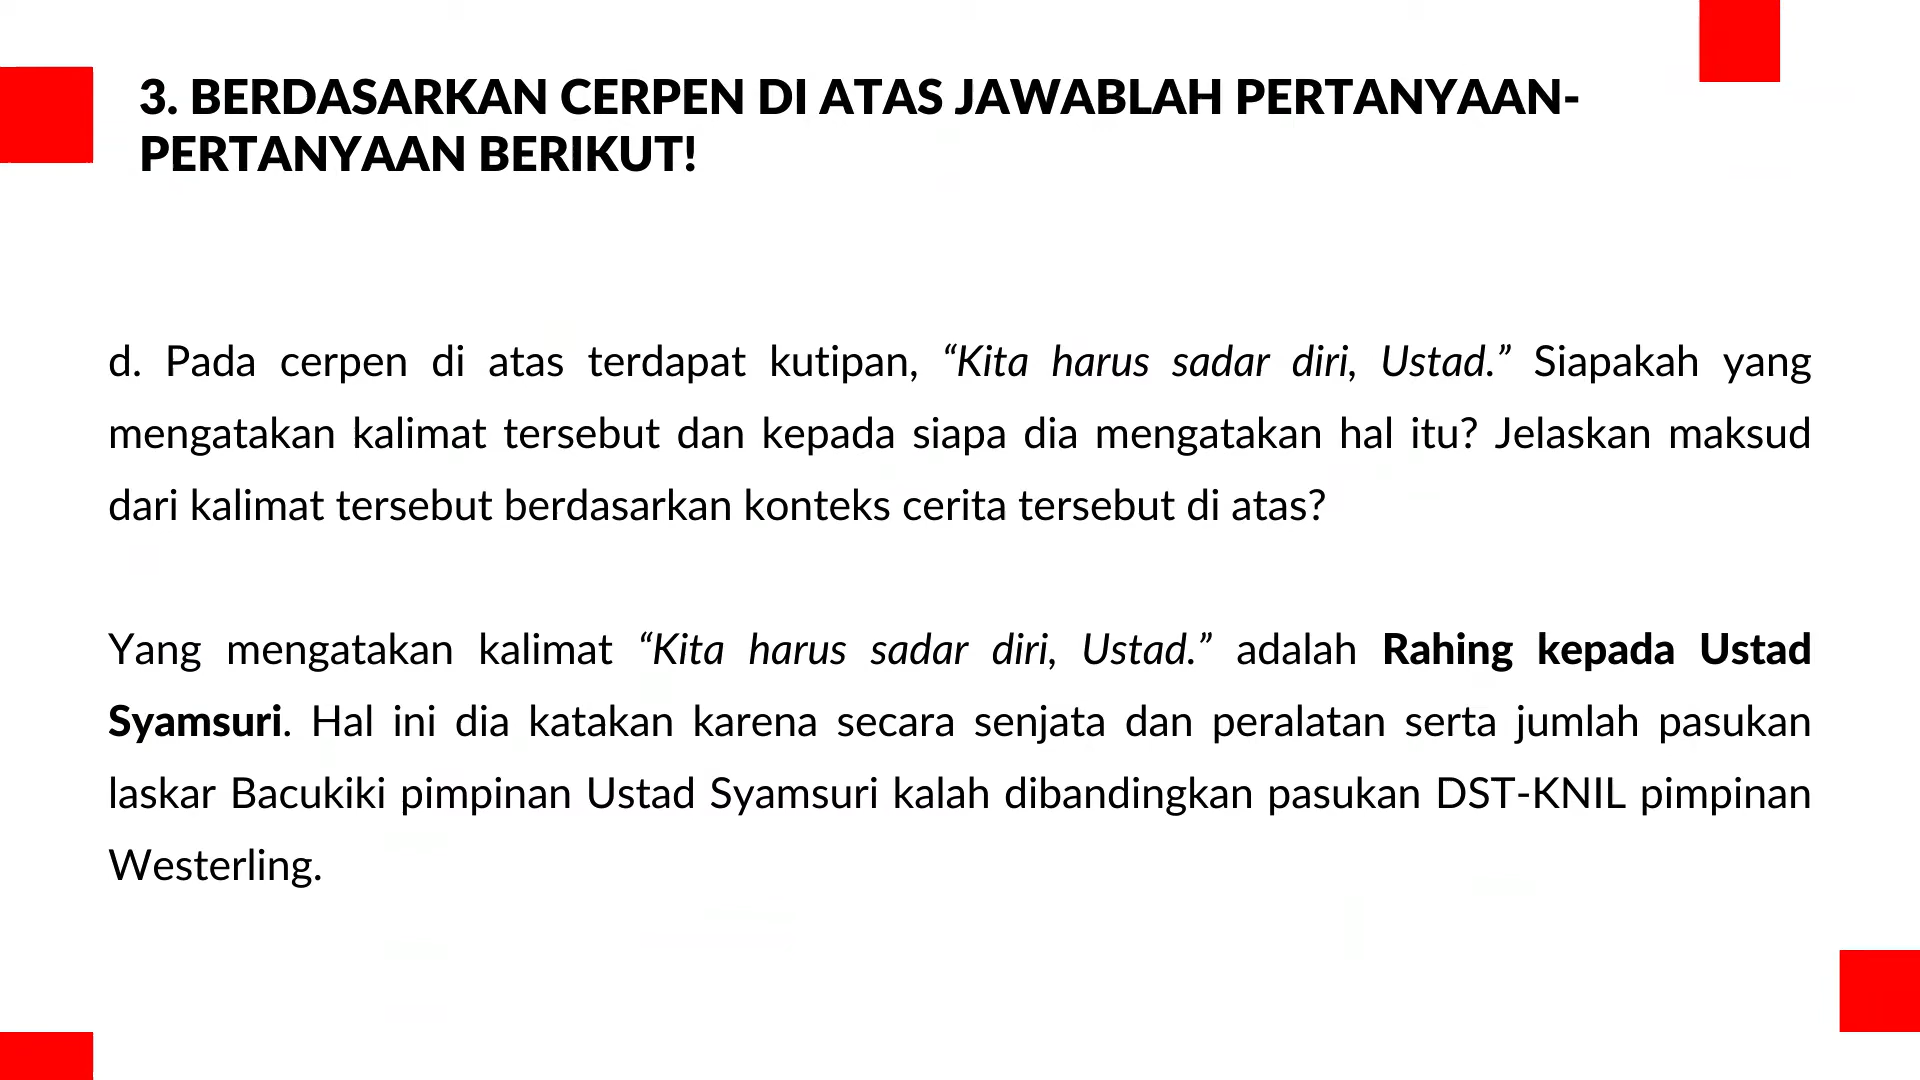 3. BERDASARKAN CERPEN DI ATAS JAWABLAH PERTANYAAN-
PERTANYAAN BERIKUT!
d. Pada cerpen di atas terdapat kutipan, “Kita harus sadar diri, Ustad.” Siapakah yang
mengatakan kalimat tersebut dan kepada siapa dia mengatakan hal itu? Jelaskan maksud
dari kalimat tersebut berdasarkan konteks cerita tersebut di atas?
Yang mengatakan kalimat “Kita harus sadar diri, Ustad.” adalah Rahing kepada Ustad
Syamsuri. Hal ini dia katakan karena secara senjata dan peralatan serta jumlah pasukan
laskar Bacukiki pimpinan Ustad Syamsuri kalah dibandingkan pasukan DST-KNIL pimpinan
Westerling.